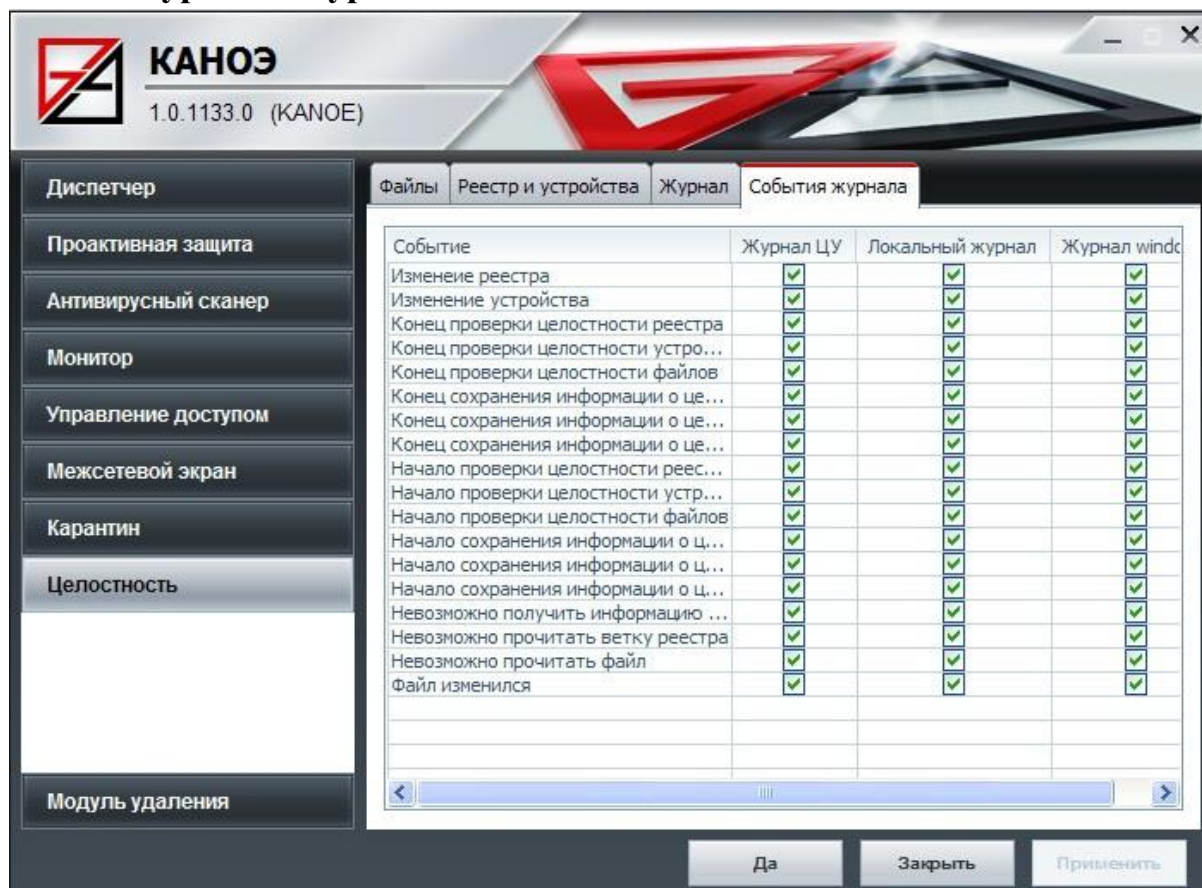 КАНОЭ
1.0.1133.0 (KANOE)
Диспетчер
Проактивная защита
Антивирусный сканер
Монитор
Управление доступом
Межсетевой экран
Карантин
Целостность
Модуль удаления
Файлы Реестр и устройства Журнал События журнала
Событие Журнал ЦУ Локальный журнал Журнал windo
Изменеие реестра
Изменение устройства
Конец проверки целостности реестра
Конец проверки целостности устро...
Конец проверки целостности файлов
Конец сохранения информации о це...
Конец сохранения информации о це...
Конец сохранения информации о це...
Начало проверки целостности реес...
Начало проверки целостности устр...
Начало проверки целостности файлов
Начало сохранения информации о ц...
Начало сохранения информации о ц...
Начало сохранения информации о ц...
Невозможно получить информацию ...
Невозможно прочитать ветку реестра
Невозможно прочитать файл
Файл изменился
Да Закрыть Применить